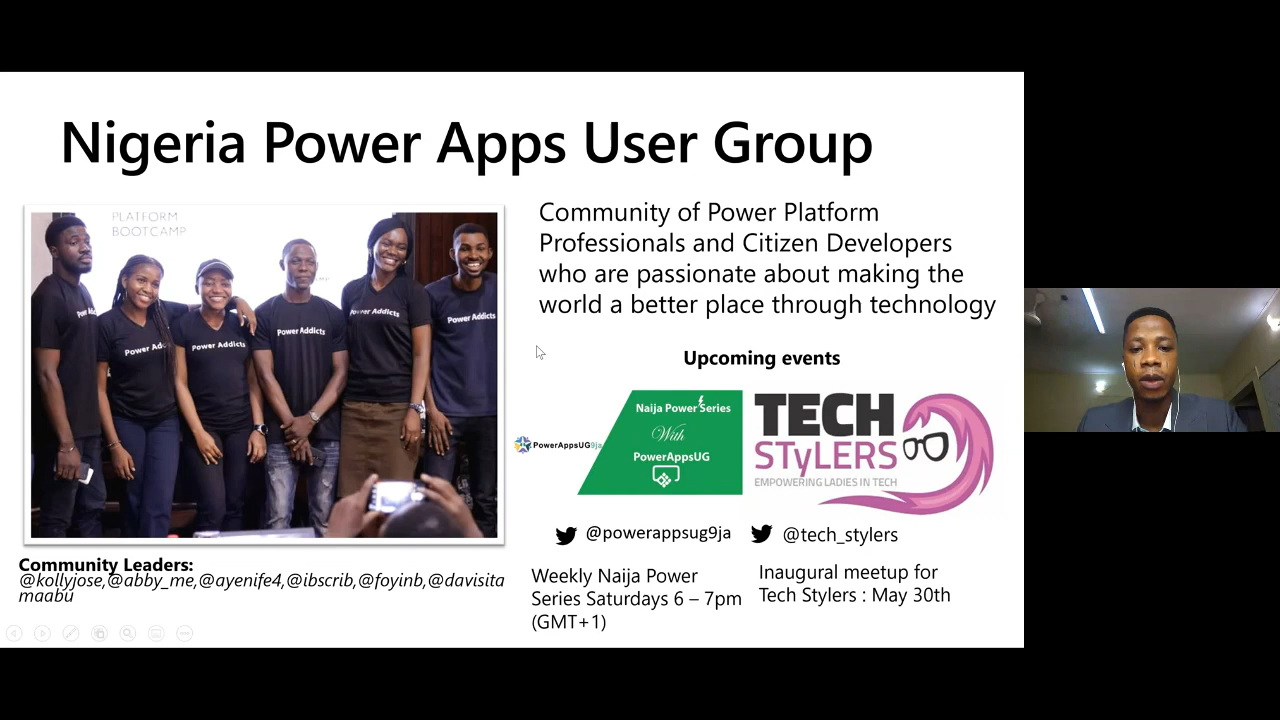 Nigeria Power Apps User Group
PLATFORM
BOOTCAMP
Power Addicts
Power Addicts
Power Addicts
Power Addicts
Community of Power Platform
Professionals and Citizen Developers
who are passionate about making the
world a better place through technology
Upcoming events
PowerAppsUG9ja
Naija Power Series
With
PowerAppsUG
TECH
STyLERS
EMPOWERING LADIES IN TECH
@powerappsug9ja
@tech_stylers
Community Leaders:
@kollyjose,@abby_me,@ayenife4,@ibscrib,@foyinb,@davisita
maabu
Weekly Naija Power
Series Saturdays 6 – 7pm
(GMT+1)
Inaugural meetup for
Tech Stylers : May 30th